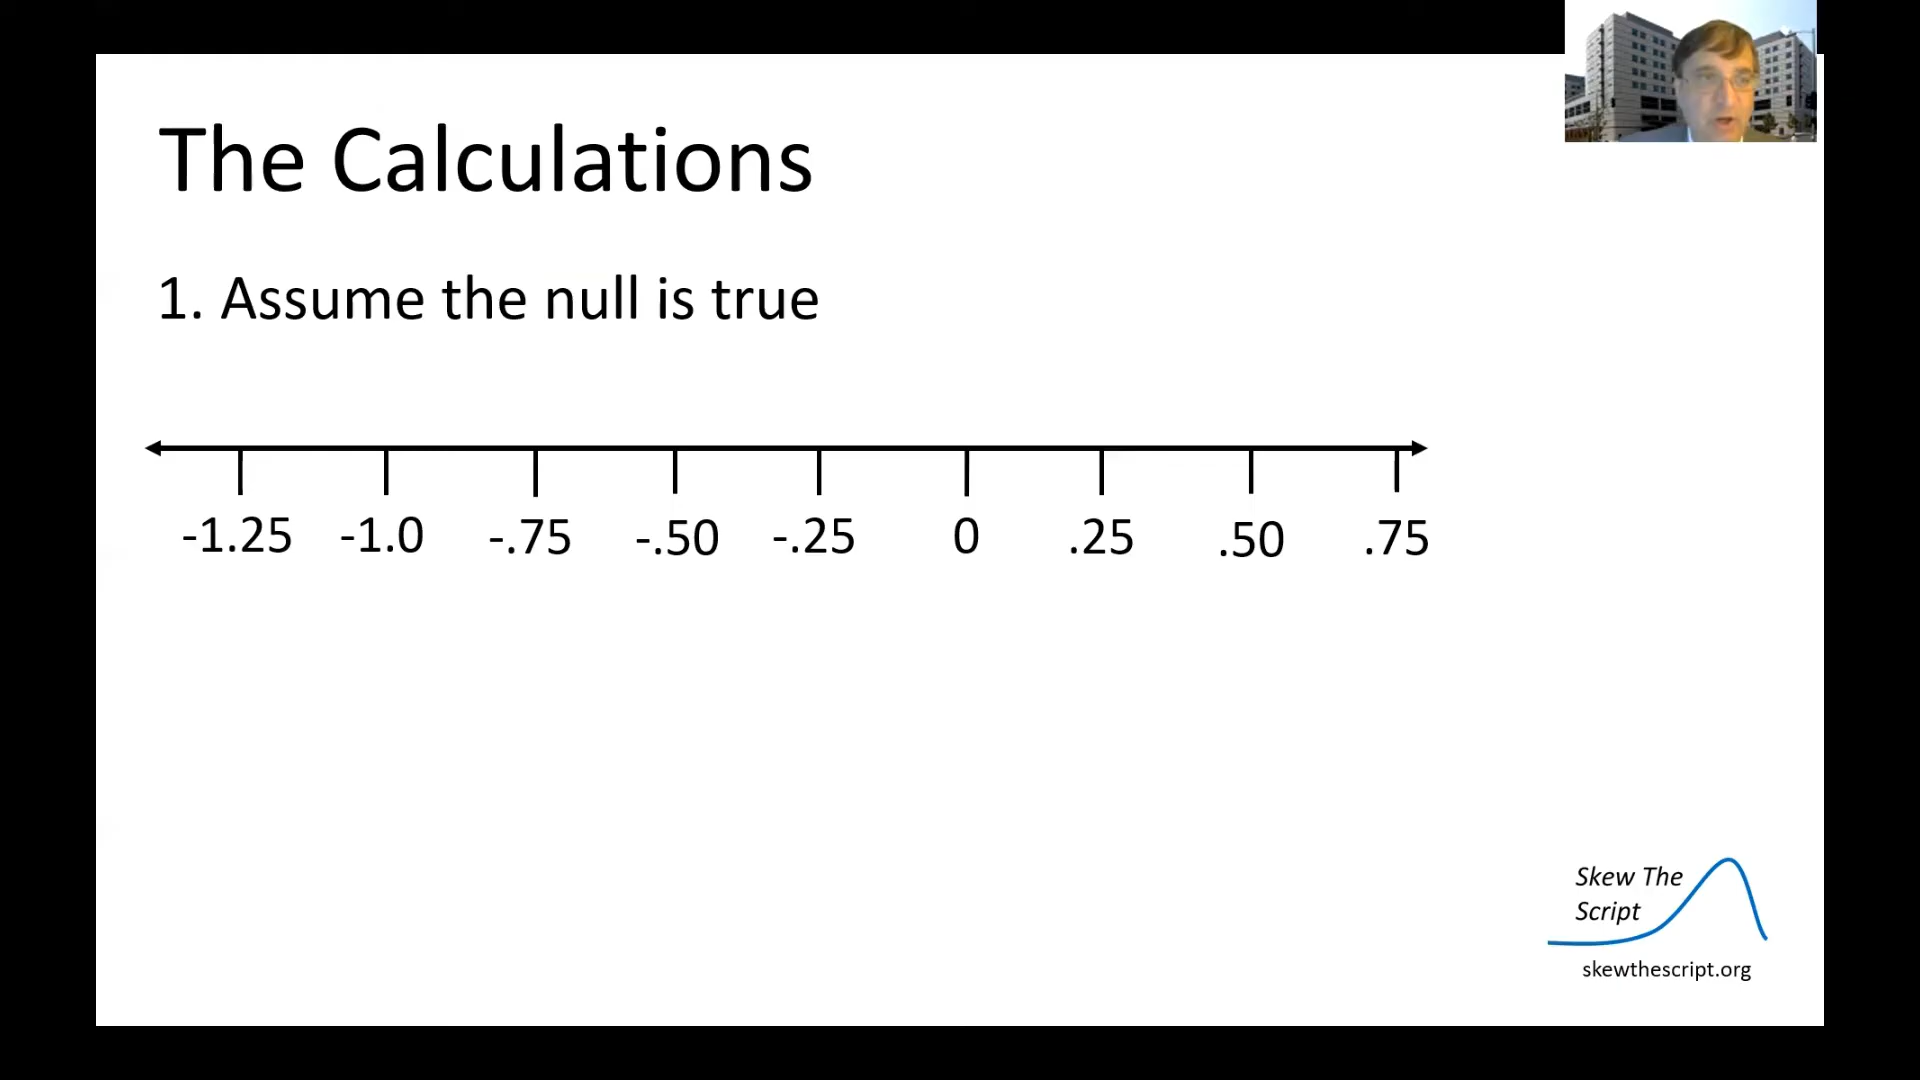 The Calculations
1. Assume the null is true
-1.25 -1.0 -.75 -.50 -.25 0 .25 .50 .75
Skew The
Script
skewthescript.org